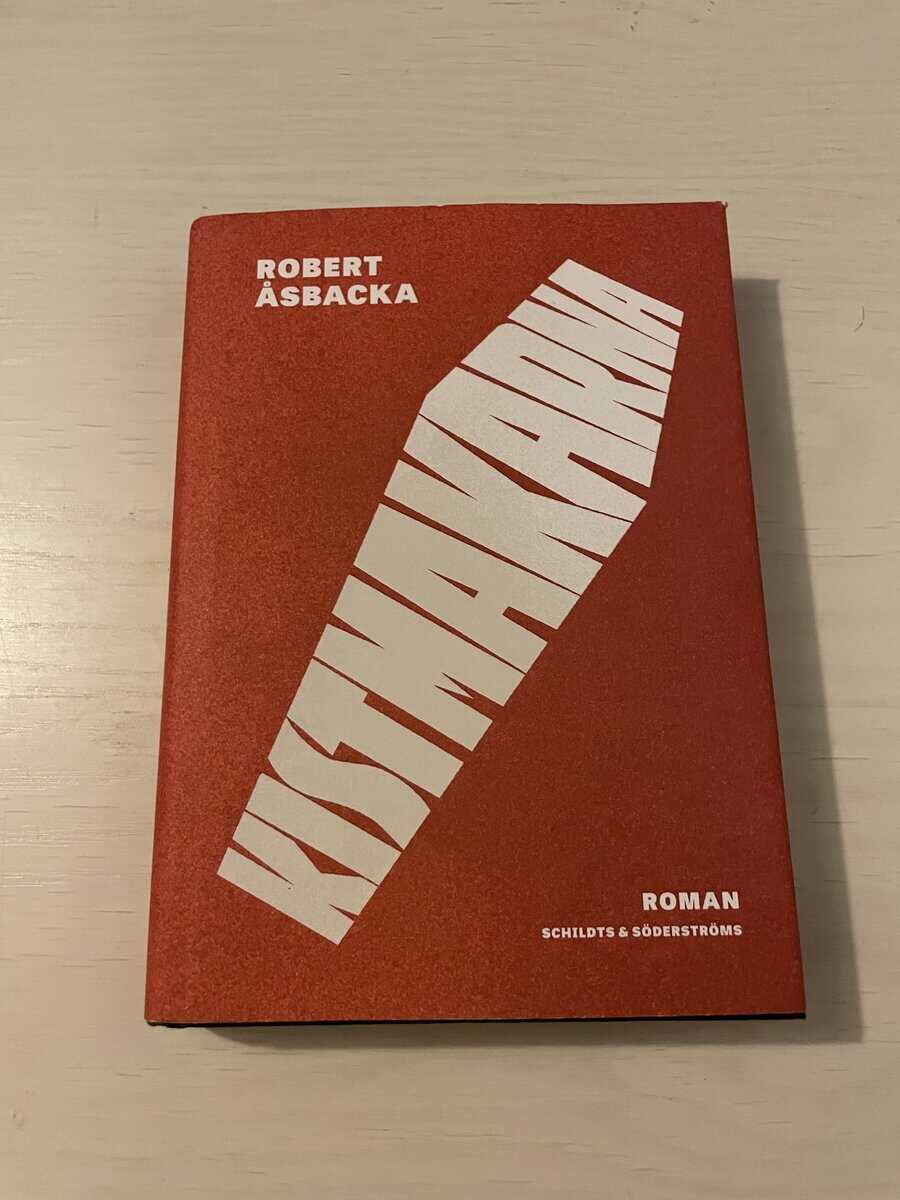 ROBERT
ÅSBACKA
KISTMAKARNA
ROMAN
SCHILDTS & SÖDERSTRÖMS